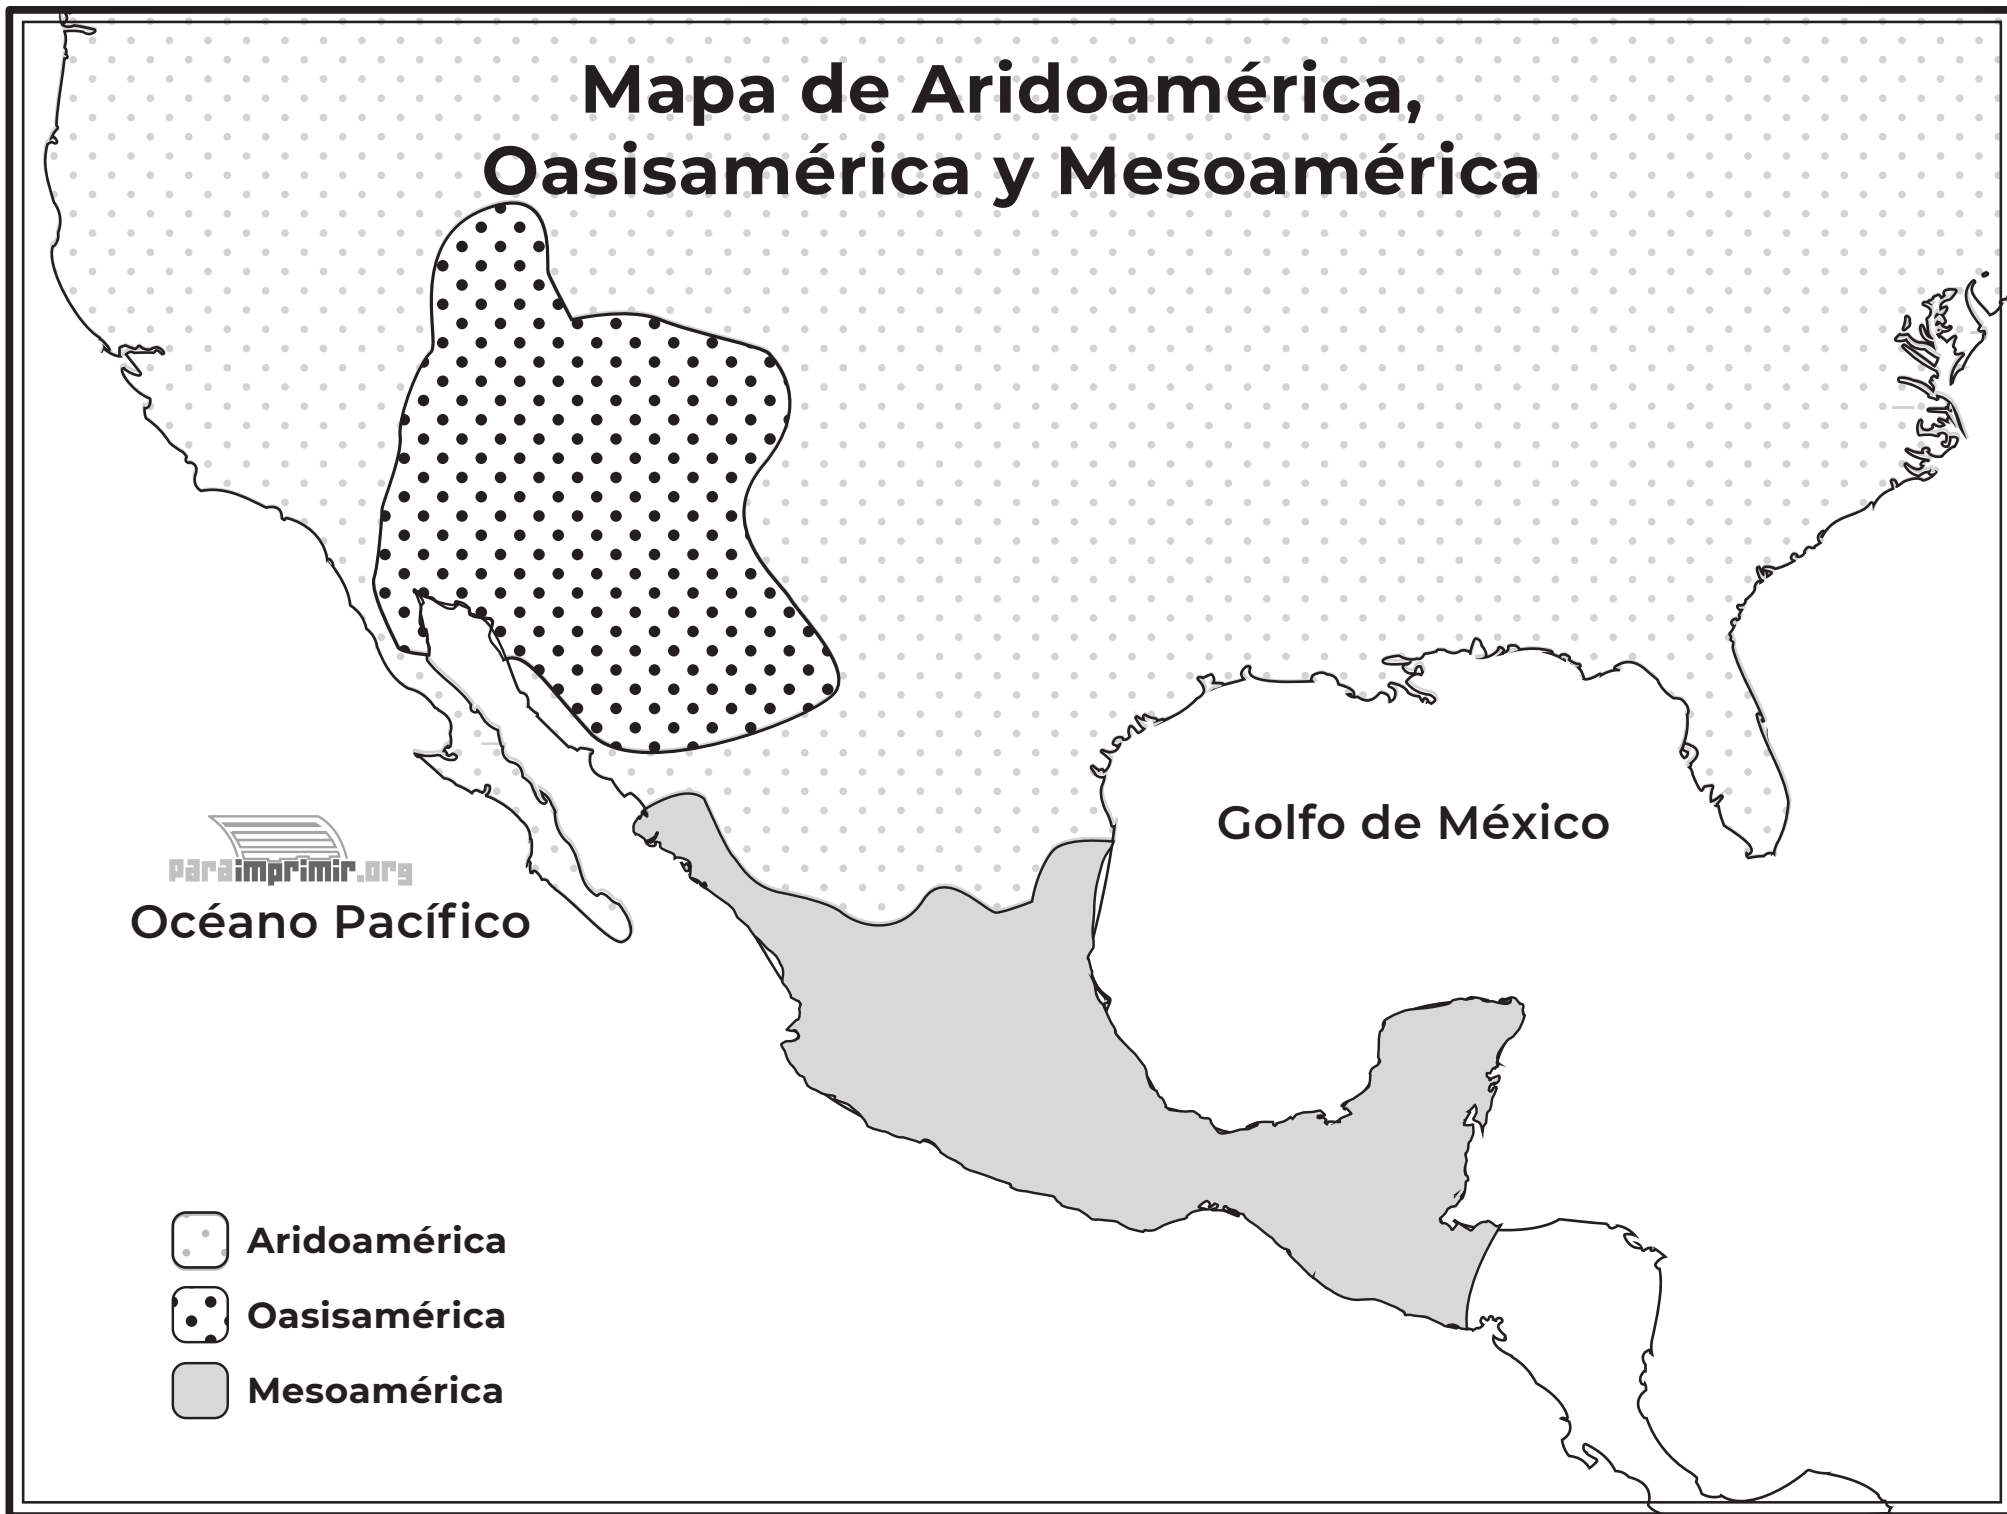 Mapa de Aridoamérica,
Oasisamérica y Mesoamérica
Golfo de México
paraimprimir.org
Océano Pacífico
Aridoamérica
Oasisamérica
Mesoamérica